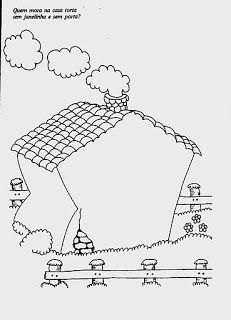 Quem mora na casa torta
sem janelinha e sem porta?